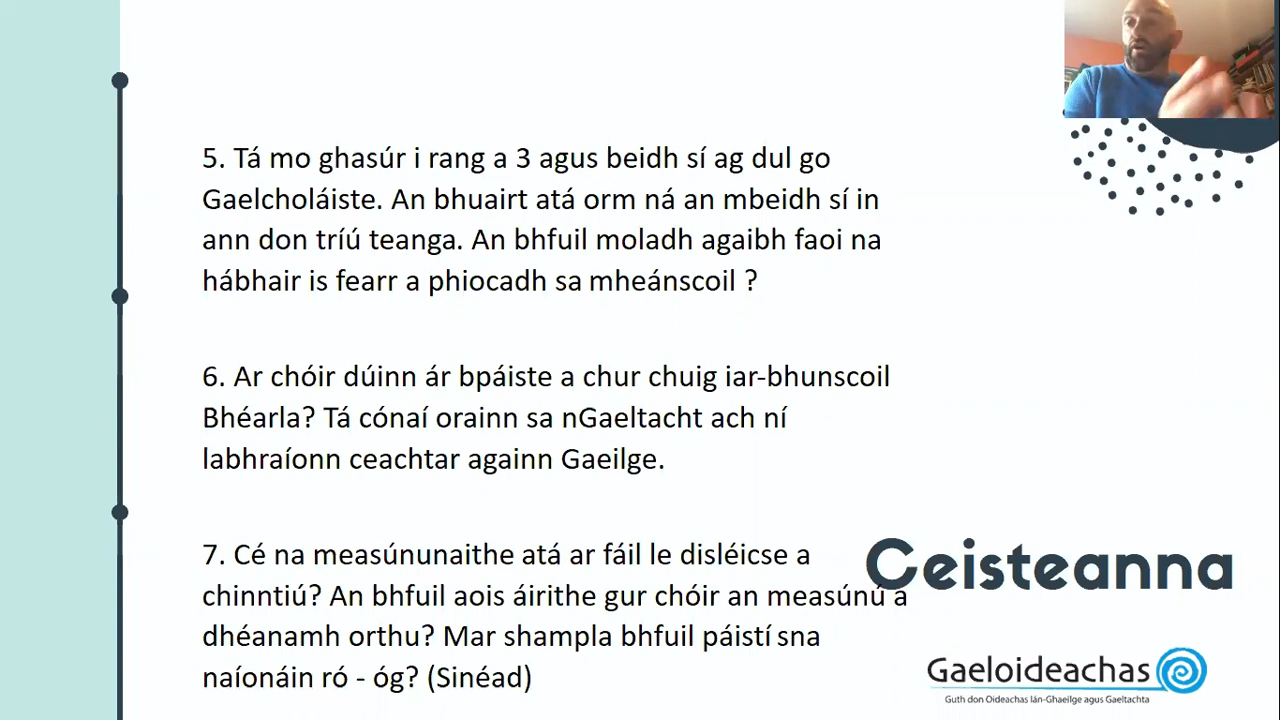 5. Tá mo ghasúr i rang a 3 agus beidh sí ag dul go
Gaelcholáiste. An bhuairt atá orm ná an mbeidh sí in
ann don tríú teanga. An bhfuil moladh agaibh faoi na
hábhair is fearr a phiocadh sa mheánscoil ?
6. Ar chóir dúinn ár bpáiste a chur chuig iar-bhunscoil
Bhéarla? Tá cónaí orainn sa nGaeltacht ach ní
labhraíonn ceachtar againn Gaeilge.
7. Cé na measúnunaithe atá ar fáil le disléicse a
chinntiú? An bhfuil aois áirithe gur chóir an measúnú a
dhéanamh orthu? Mar shampla bhfuil páistí sna
naíonáin ró - óg? (Sinéad)
Ceisteanna
Gaeloideachas
Guth don Oideachas lán-Ghaeilge agus Gaeltachta